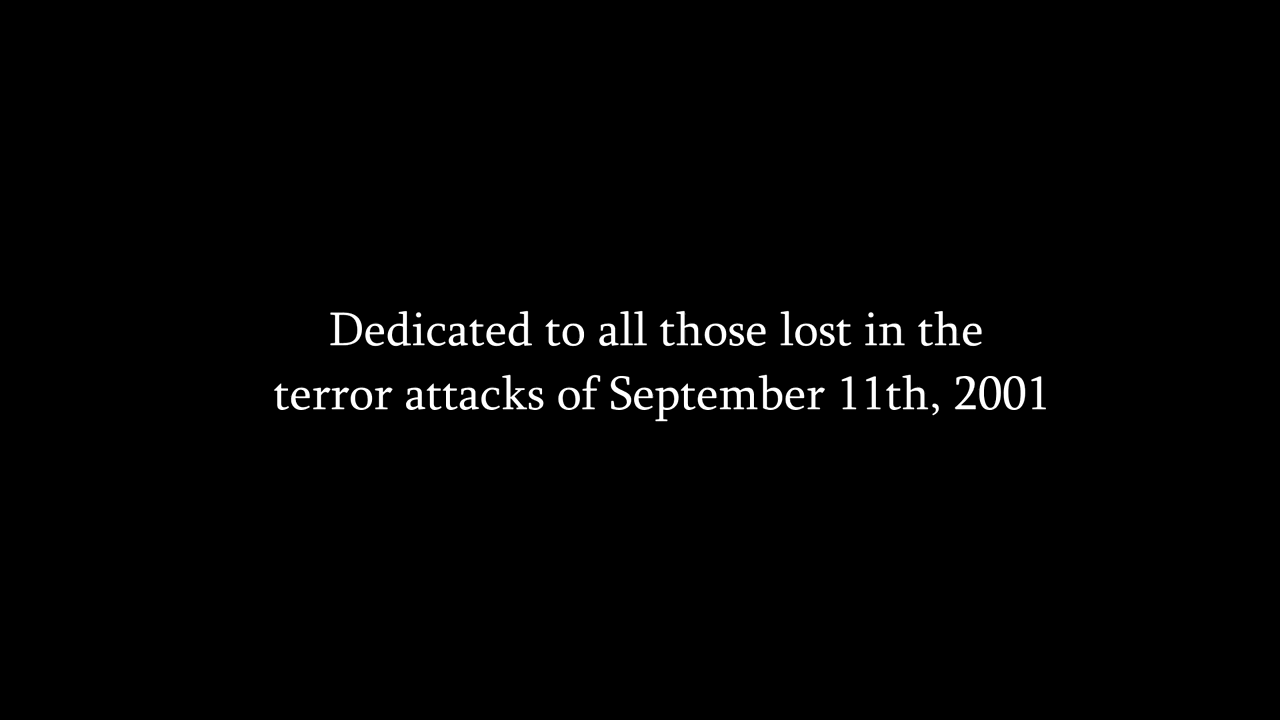 Dedicated to all those lost in the
terror attacks of September 11th, 2001